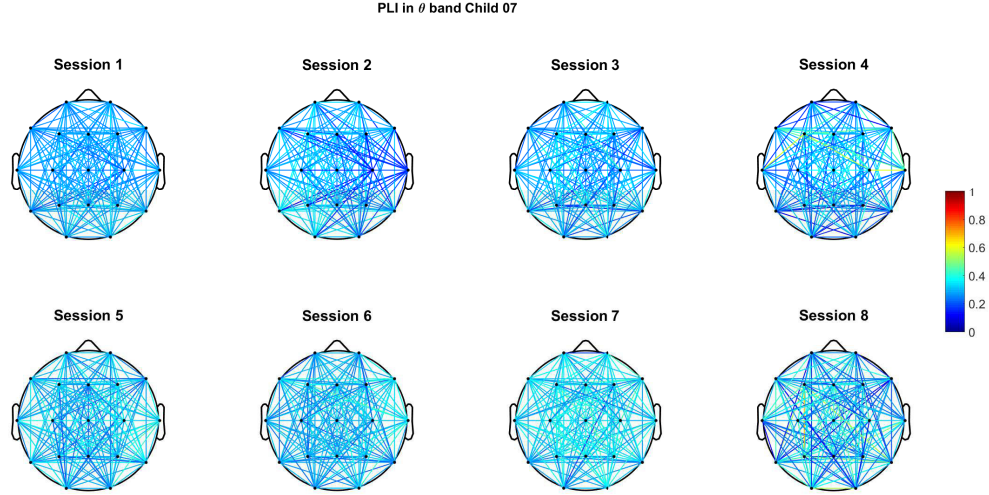 PLI in θ band Child 07
Session 1
Session 2
Session 3
Session 4
1
0.8
0.6
0.4
0.2
0
Session 5
Session 6
Session 7
Session 8